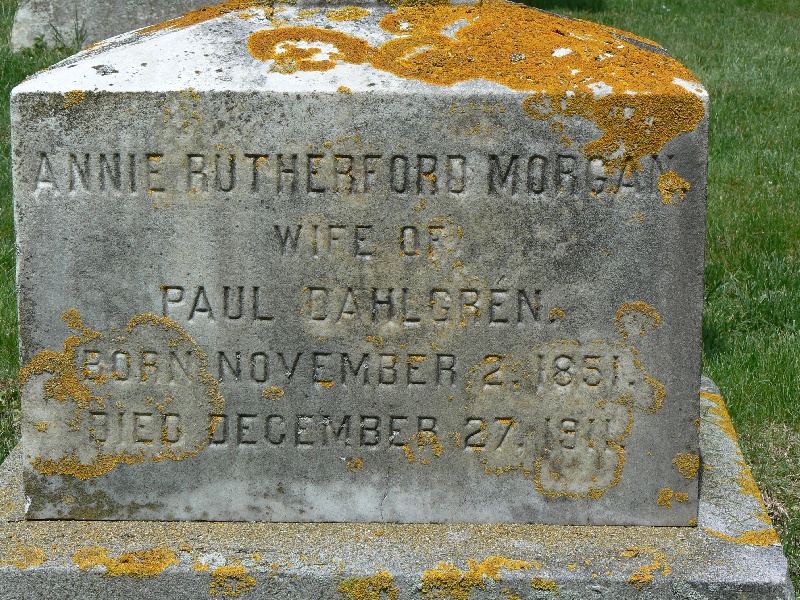 ANNIE RUTHERFORD MORGAN
WIFE OF
PAUL DAHLGREN.
BORN NOVEMBER 2, 1851.
DIED DECEMBER 27, 1911.